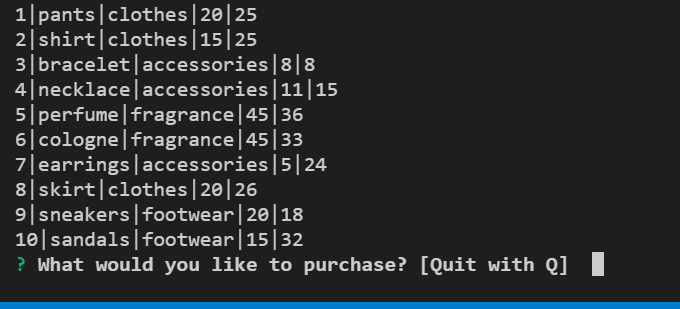 1|pants|clothes|20|25
2|shirt|clothes|15|25
3|bracelet|accessories|8|8
4|necklace|accessories|11|15
5|perfume|fragrance|45|36
6|cologne|fragrance|45|33
7|earrings|accessories|5|24
8|skirt|clothes|20|26
9|sneakers|footwear|20|18
10|sandals|footwear|15|32
? What would you like to purchase? [Quit with Q]